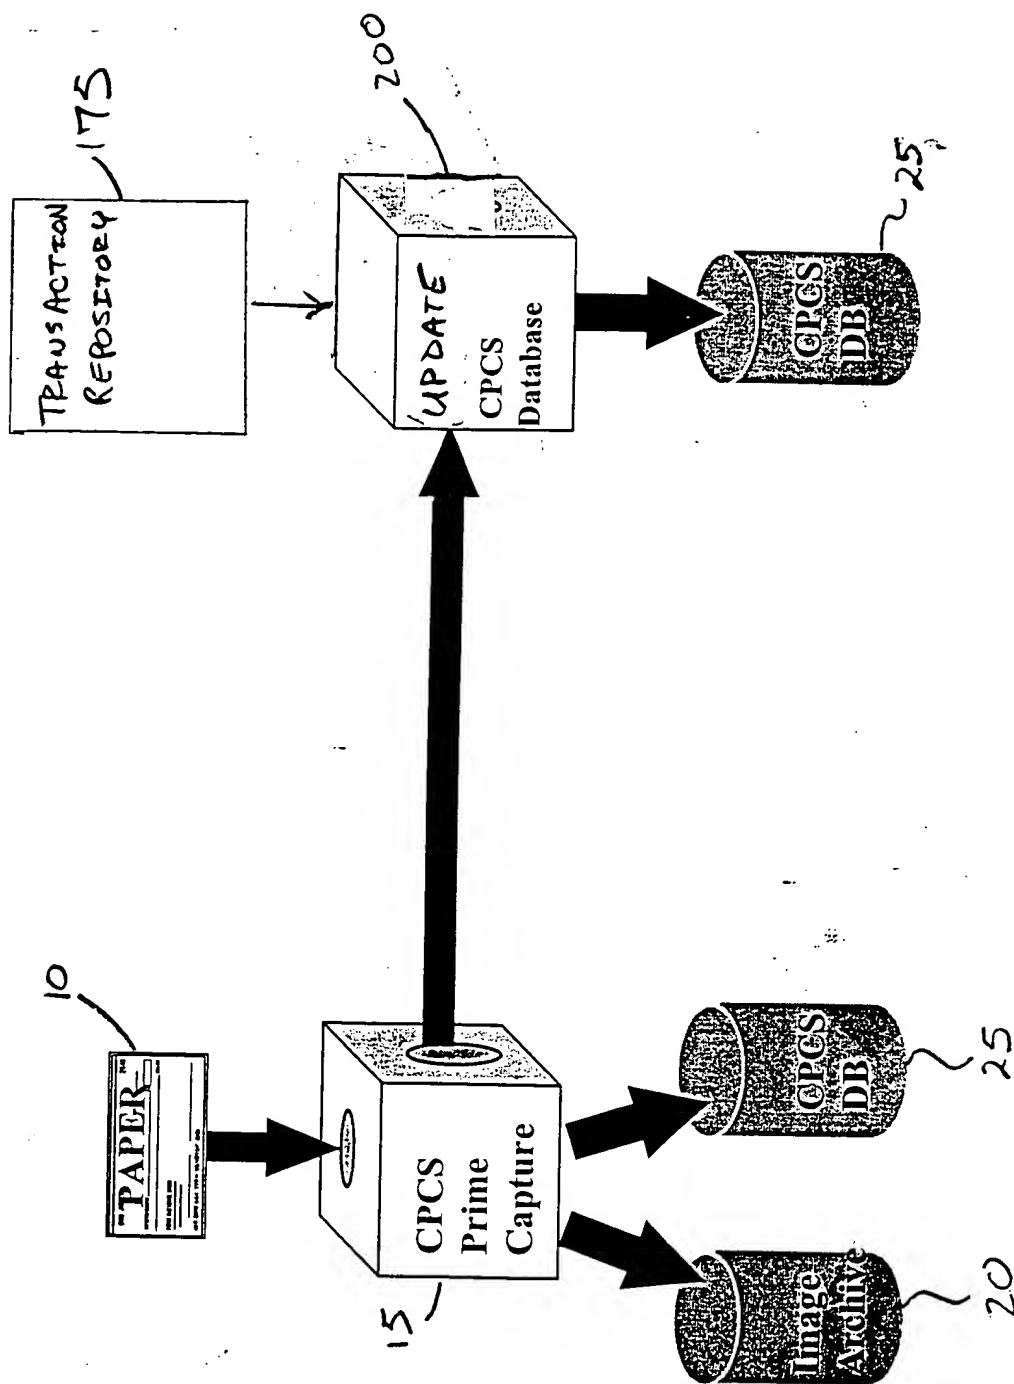 10
PAPER
15
CPCS
Prime
Capture
Image
Archive
20
CPCS
DB
25
TRANSACTION
REPOSITORY
175
UPDATE
CPCS
Database
200
CPCS
DB
25